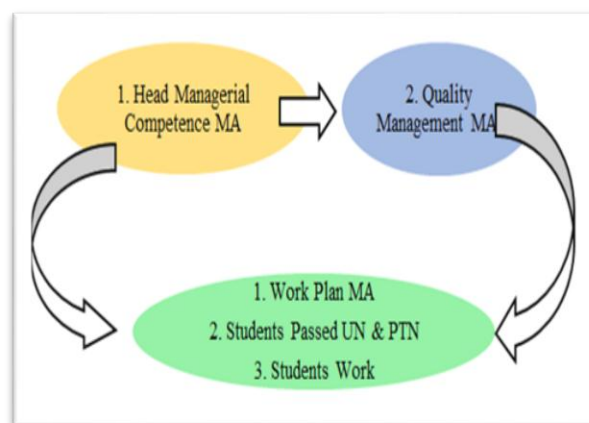 1. Head Managerial
Competence MA
2. Quality
Management MA
1. Work Plan MA
2. Students Passed UN & PTN
3. Students Work